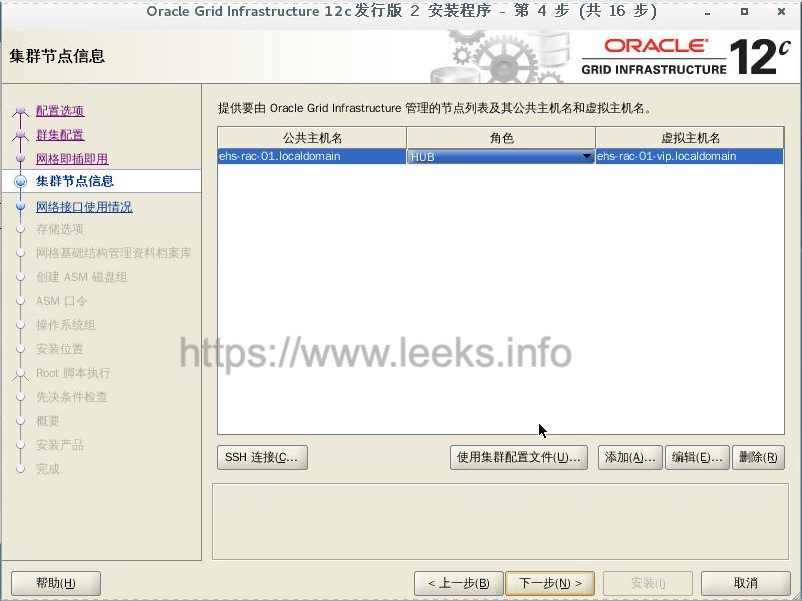 Oracle Grid Infrastructure 12c 发行版 2 安装程序 - 第 4 步 (共 16 步)
集群节点信息
ORACLE®
GRID INFRASTRUCTURE 12c
配置选项
群集配置
网格即插即用
集群节点信息
网络接口使用情况
存储选项
网格基础结构管理资料档案库
创建 ASM 磁盘组
ASM 口令
操作系统组
安装位置
Root 脚本执行
先决条件检查
概要
安装产品
完成
提供要由 Oracle Grid Infrastructure 管理的节点列表及其公共主机名和虚拟主机名。
公共主机名 角色 虚拟主机名
ehs-rac-01.localdomain HUB ehs-rac-01-vip.localdomain
https://www.leeks.info
SSH 连接(C... 使用集群配置文件(U)... 添加(A)... 编辑(E)... 删除(R)
帮助(H) < 上一步(B) 下一步(N) > 安装(I) 取消